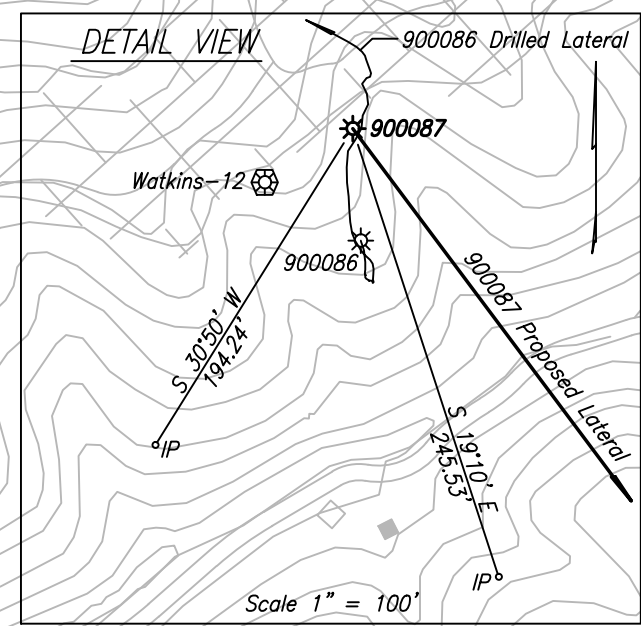 DETAIL VIEW
900086 Drilled Lateral
900087
Watkins-12
900086
900087 Proposed Lateral
S 30°50' W
194.24'
S 19°10' E
245.53'
IP
IP
Scale 1" = 100'